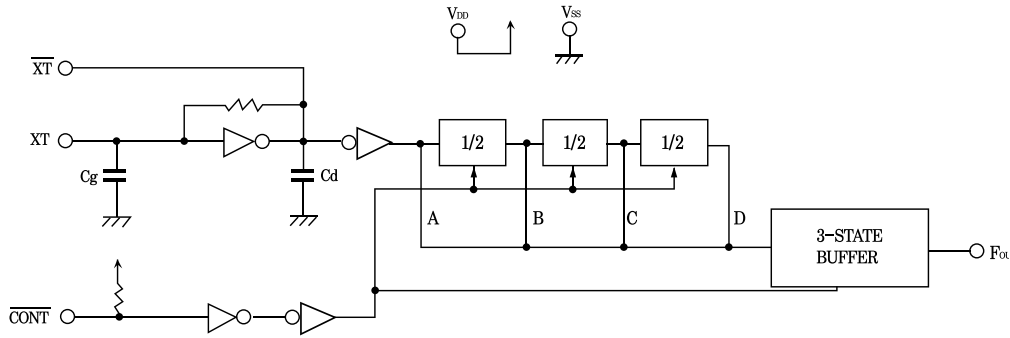 VDD
VSS
XT
XT
Cg
Cd
1/2
1/2
1/2
A
B
C
D
3-STATE
BUFFER
FOU
CONT